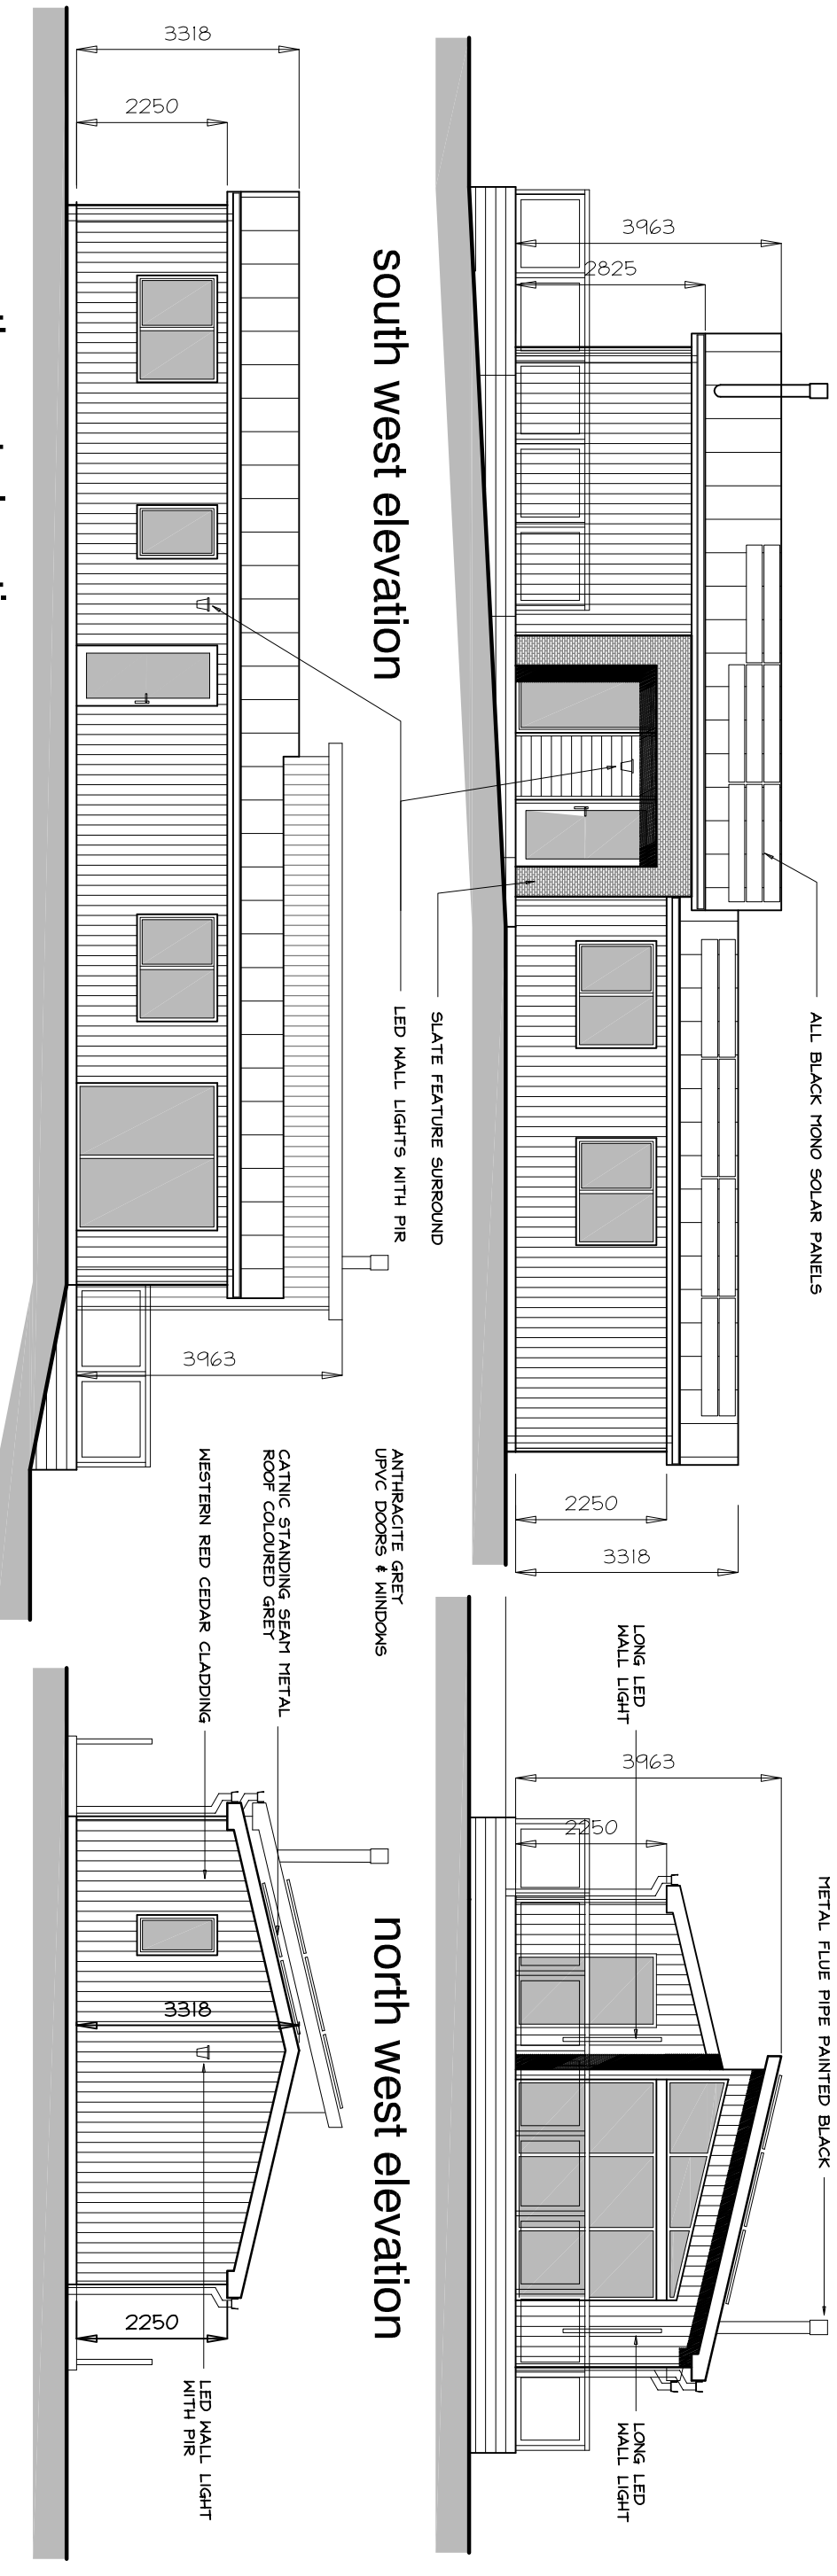 3963
2825
ALL BLACK MONO SOLAR PANELS
SLATE FEATURE SURROUND
LED WALL LIGHTS WITH PIR
2250
3318
south west elevation
METAL FLUE PIPE PAINTED BLACK
LONG LED
WALL LIGHT
3963
2250
LONG LED
WALL LIGHT
north west elevation
3318
2250
3963
ANTHRACITE GREY
UPVC DOORS & WINDOWS
CATNIC STANDING SEAM METAL
ROOF COLOURED GREY
WESTERN RED CEDAR CLADDING
3318
2250
LED WALL LIGHT
WITH PIR